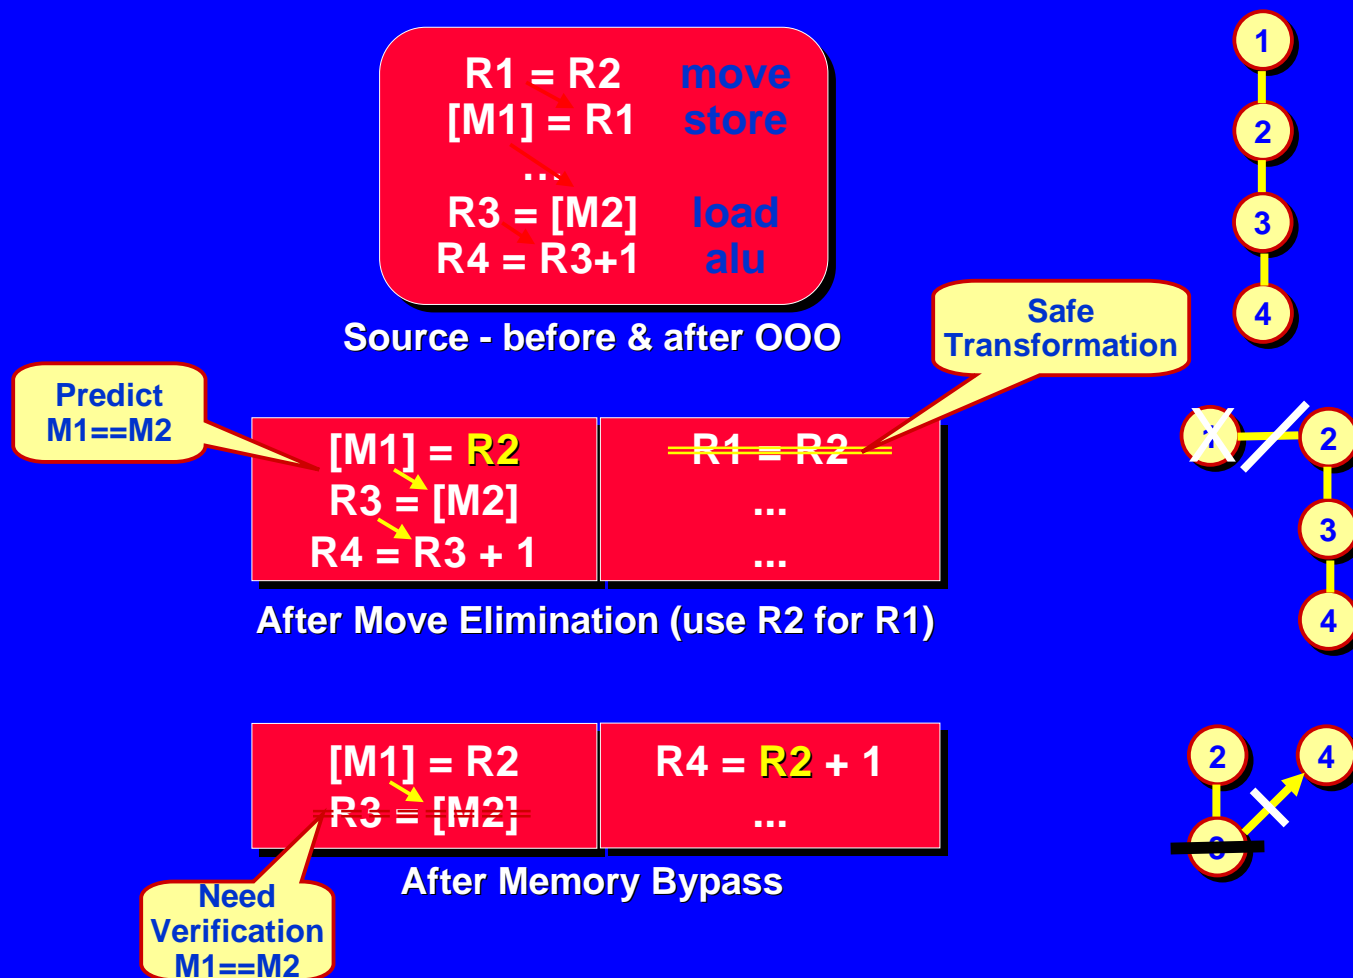 R1 = R2 move
[M1] = R1 store
...
R3 = [M2] load
R4 = R3+1 alu
Source - before & after OOO
1
2
3
4
Safe
Transformation
Predict
M1==M2
[M1] = R2
R3 = [M2]
R4 = R3 + 1
R1 = R2
...
...
After Move Elimination (use R2 for R1)
2
3
4
[M1] = R2
R3 = [M2]
R4 = R2 + 1
...
After Memory Bypass
Need
Verification
M1==M2
2
4
3